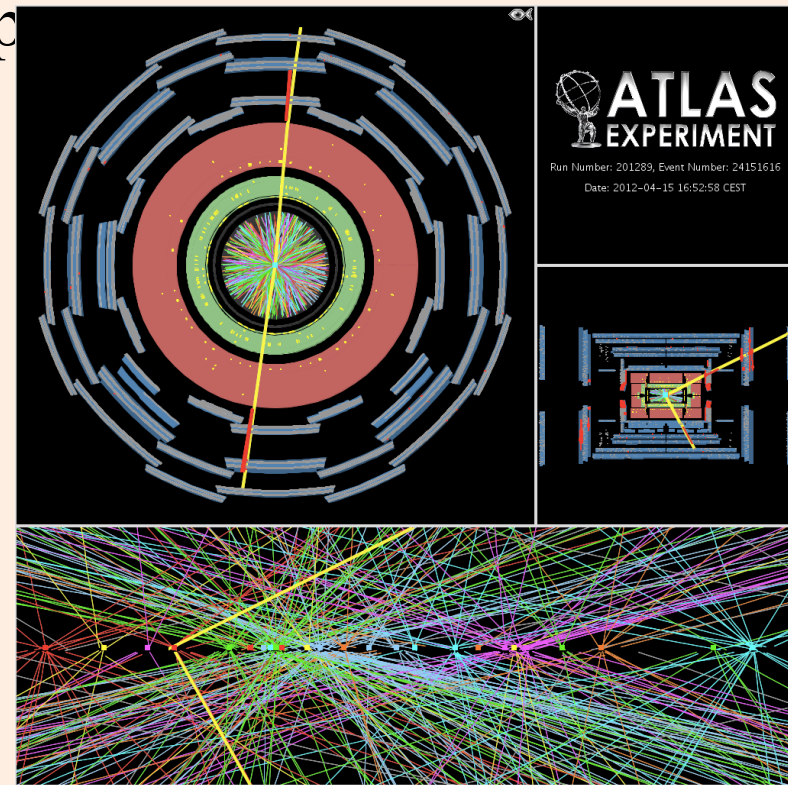 ATLAS
EXPERIMENT
Run Number: 201289, Event Number: 24151616
Date: 2012-04-15 16:52:58 CEST